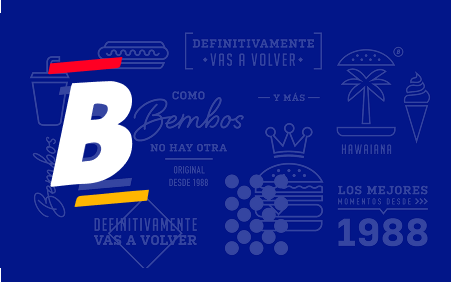 DEFINITIVAMENTE
• VAS A VOLVER •
B
B
COMO
Bembos
NO HAY OTRA
ORIGINAL
DESDE 1988
Y MÁS
HAWAIANA
Bembos
LOS MEJORES
MOMENTOS DESDE >>>
1988
DEFINITIVAMENTE
VAS A VOLVER